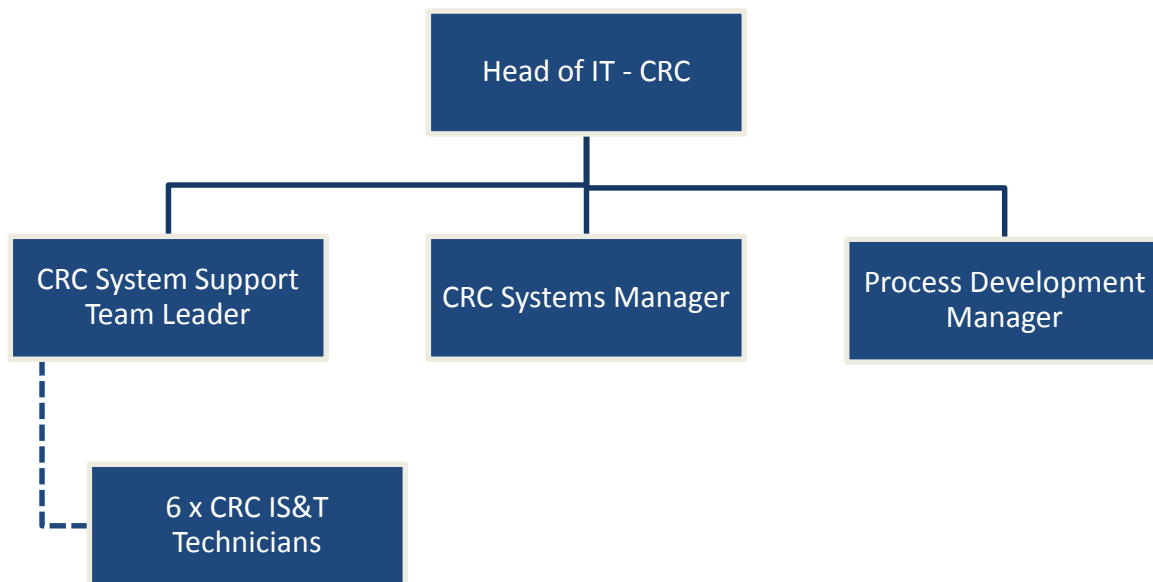 Head of IT - CRC
CRC System Support
Team Leader
CRC Systems Manager
Process Development
Manager
6 x CRC IS&T
Technicians